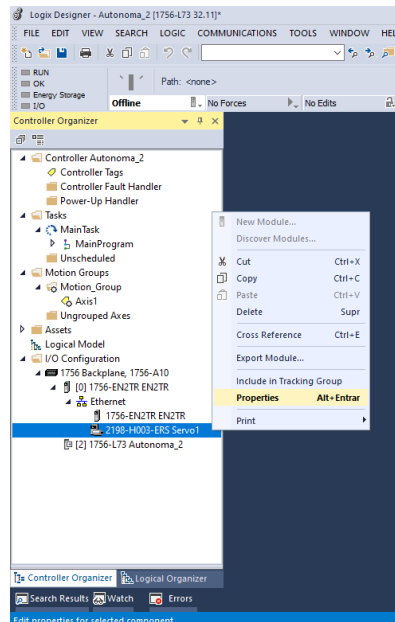 Logix Designer - Autonoma_2 [1756-L73 32.11]*
FILE EDIT VIEW SEARCH LOGIC COMMUNICATIONS TOOLS WINDOW HEL
RUN
OK
Energy Storage
I/O
Path: <none>
Offline
No Forces
No Edits
Controller Organizer
Controller Autonoma_2
Controller Tags
Controller Fault Handler
Power-Up Handler
Tasks
MainTask
MainProgram
Unscheduled
Motion Groups
Motion_Group
Axis1
Ungrouped Axes
Assets
Logical Model
I/O Configuration
1756 Backplane, 1756-A10
[0] 1756-EN2TR EN2TR
Ethernet
1756-EN2TR EN2TR
2198-H003-ERS Servo1
[2] 1756-L73 Autonoma_2
New Module...
Discover Modules...
Cut Ctrl+X
Copy Ctrl+C
Paste Ctrl+V
Delete Supr
Cross Reference Ctrl+E
Export Module...
Include in Tracking Group
Properties Alt+Entrar
Print
Controller Organizer Logical Organizer
Search Results Watch Errors
Edit properties for selected component